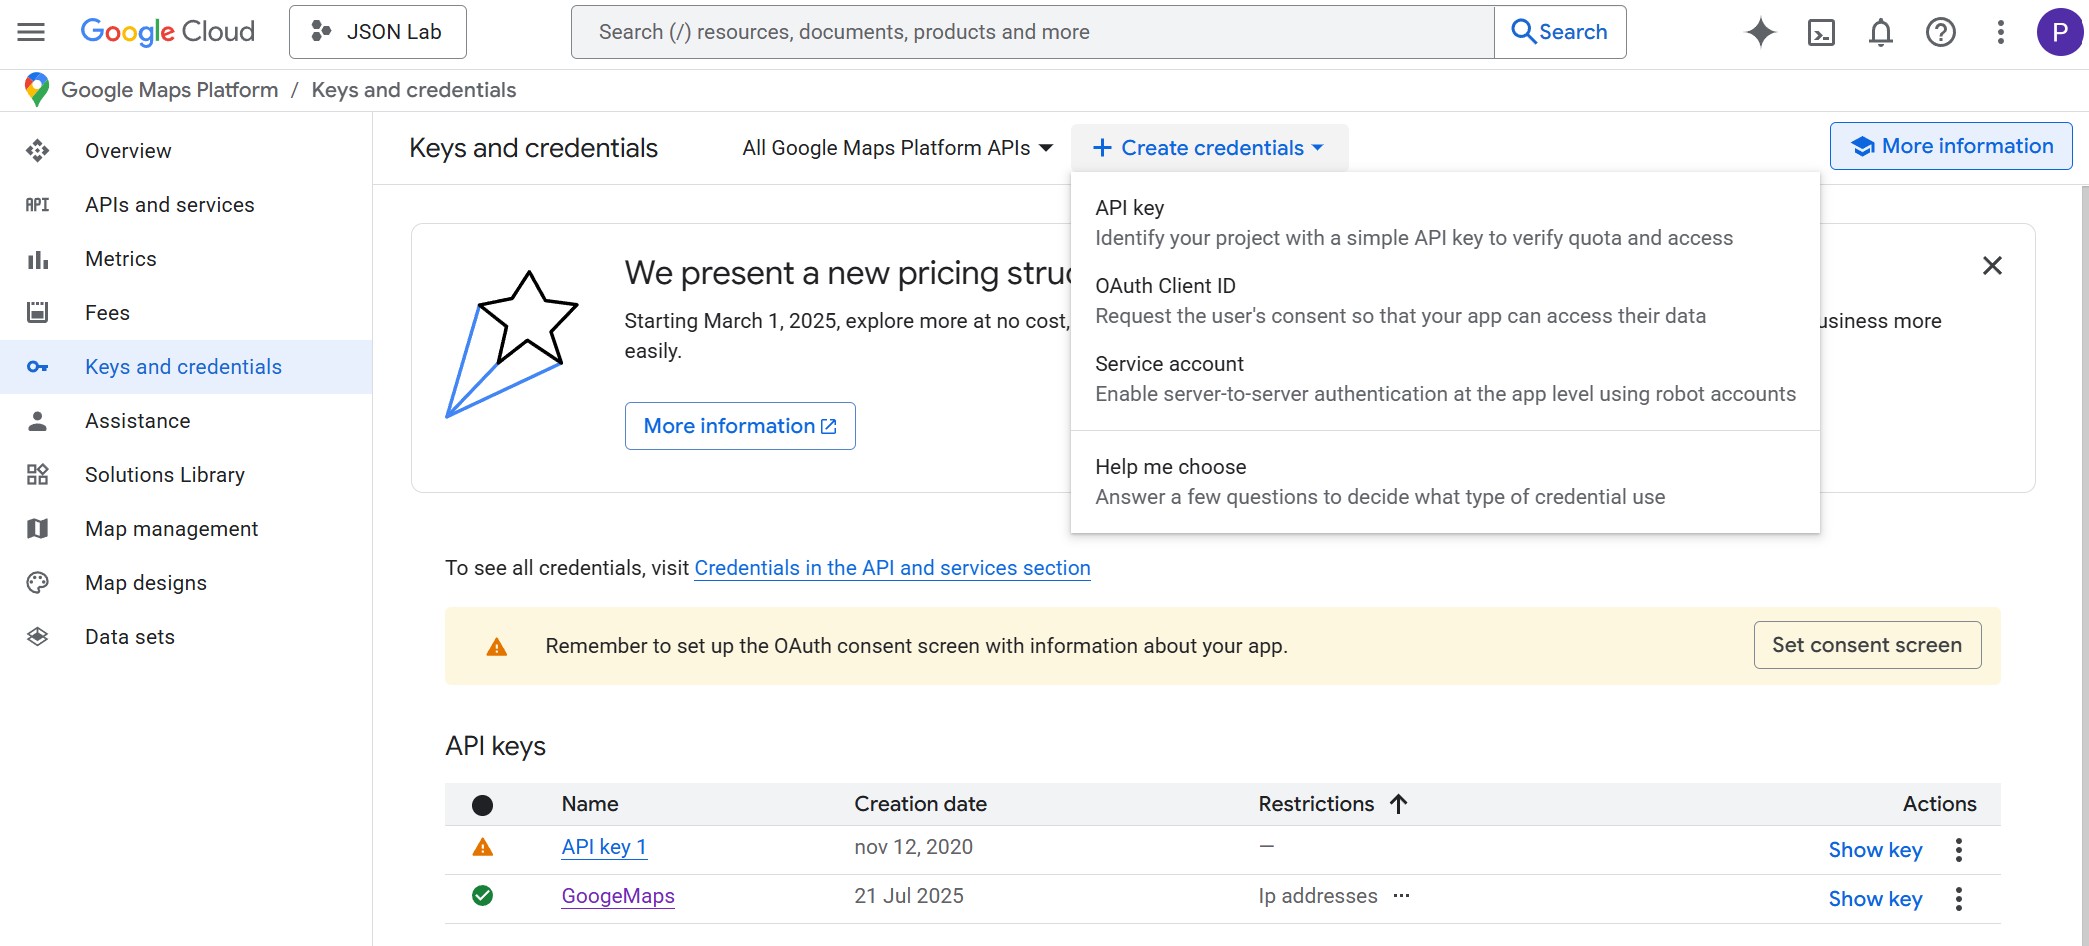 Google Cloud
JSON Lab
Search (/) resources, documents, products and more
Search
P
Google Maps Platform / Keys and credentials
Overview
APIs and services
Metrics
Fees
Keys and credentials
Assistance
Solutions Library
Map management
Map designs
Data sets
Keys and credentials
All Google Maps Platform APIs
+ Create credentials
More information
API key
Identify your project with a simple API key to verify quota and access
OAuth Client ID
Request the user's consent so that your app can access their data
Service account
Enable server-to-server authentication at the app level using robot accounts
Help me choose
Answer a few questions to decide what type of credential use
We present a new pricing struc
Starting March 1, 2025, explore more at no cost, usiness more
easily.
More information
To see all credentials, visit Credentials in the API and services section
Remember to set up the OAuth consent screen with information about your app.
Set consent screen
API keys
Name Creation date Restrictions Actions
API key 1 nov 12, 2020 — Show key
GoogeMaps 21 Jul 2025 Ip addresses ··· Show key